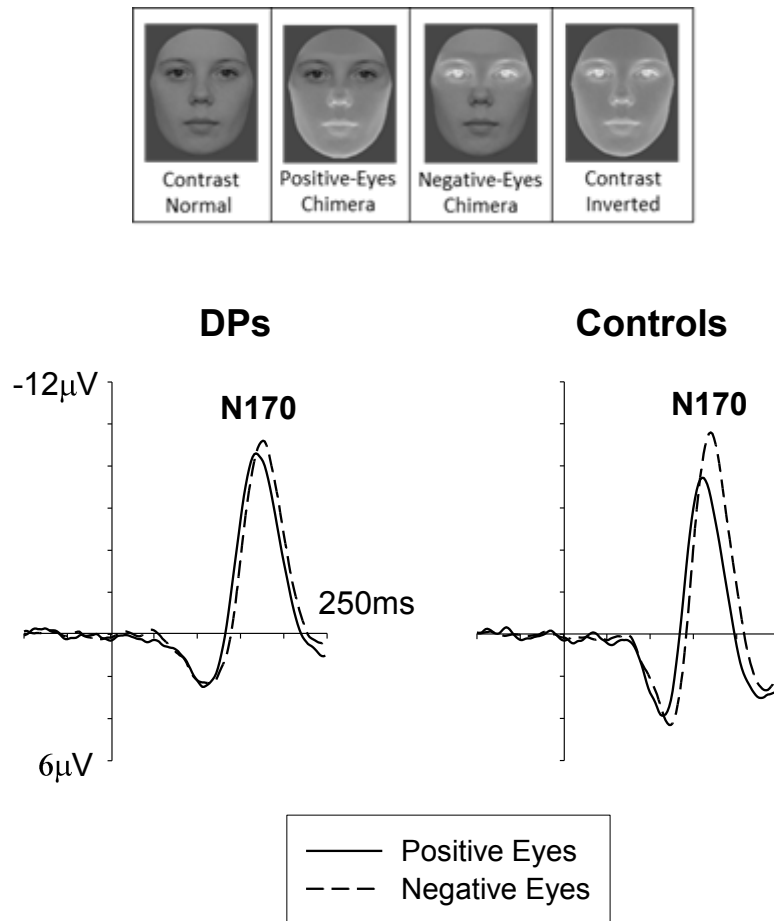 Contrast
Normal
Positive-Eyes
Chimera
Negative-Eyes
Chimera
Contrast
Inverted
DPs
Controls
-12μV
N170
N170
250ms
6μV
Positive Eyes
Negative Eyes